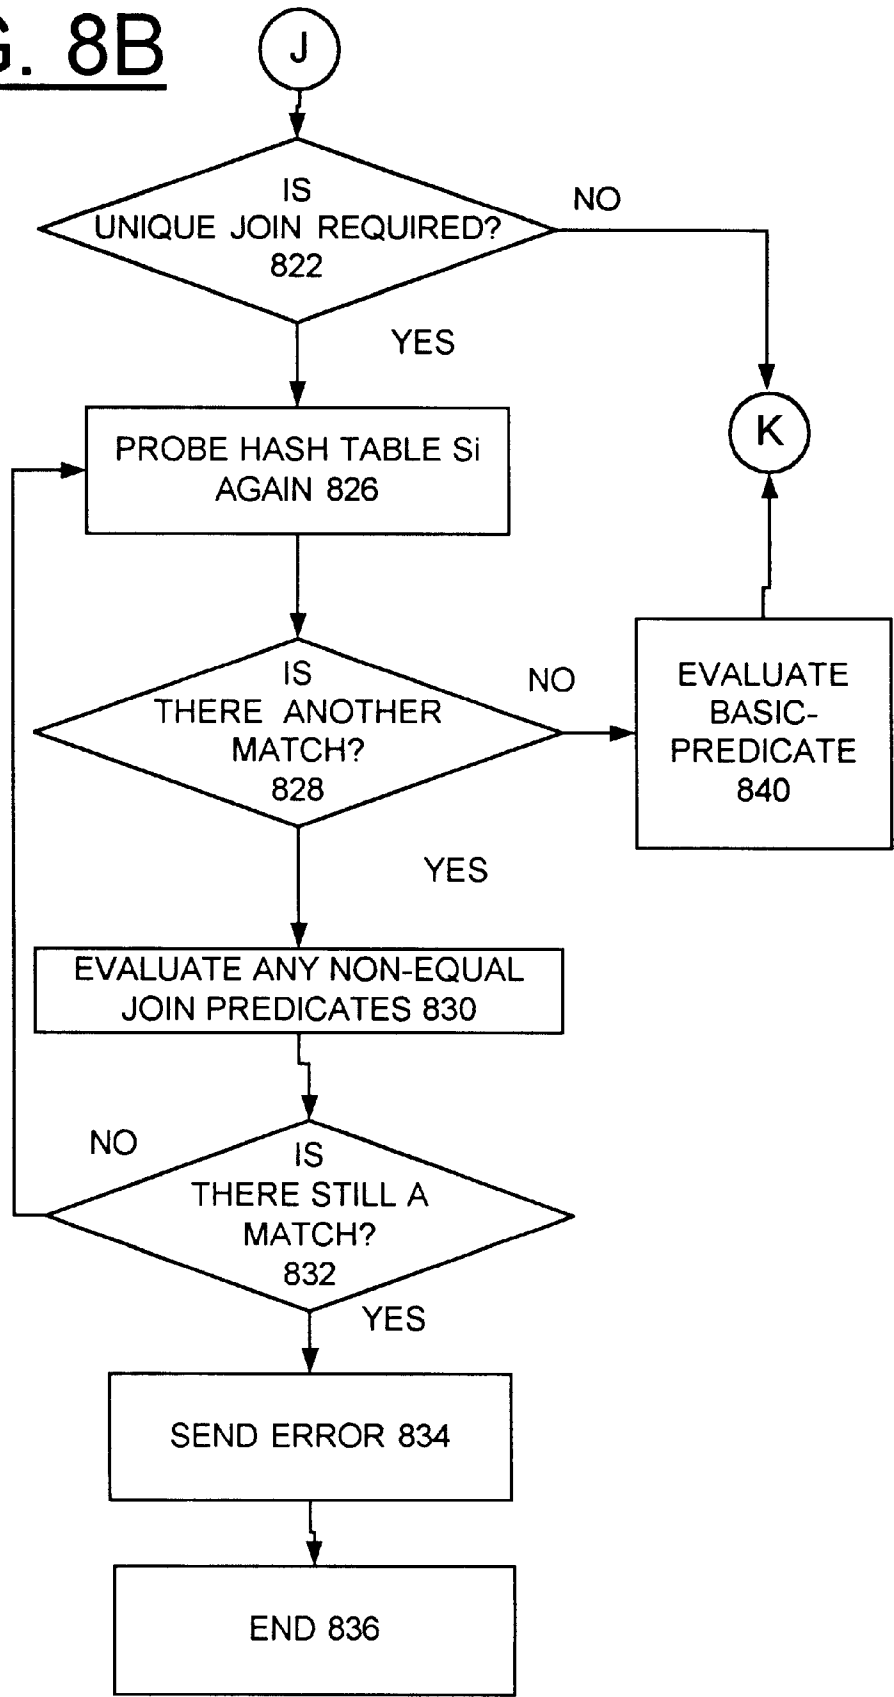 G. 8B
J
IS
UNIQUE JOIN REQUIRED?
822
NO
YES
K
PROBE HASH TABLE Si
AGAIN 826
IS
THERE ANOTHER
MATCH?
828
NO
EVALUATE
BASIC-
PREDICATE
840
YES
EVALUATE ANY NON-EQUAL
JOIN PREDICATES 830
NO
IS
THERE STILL A
MATCH?
832
YES
SEND ERROR 834
END 836